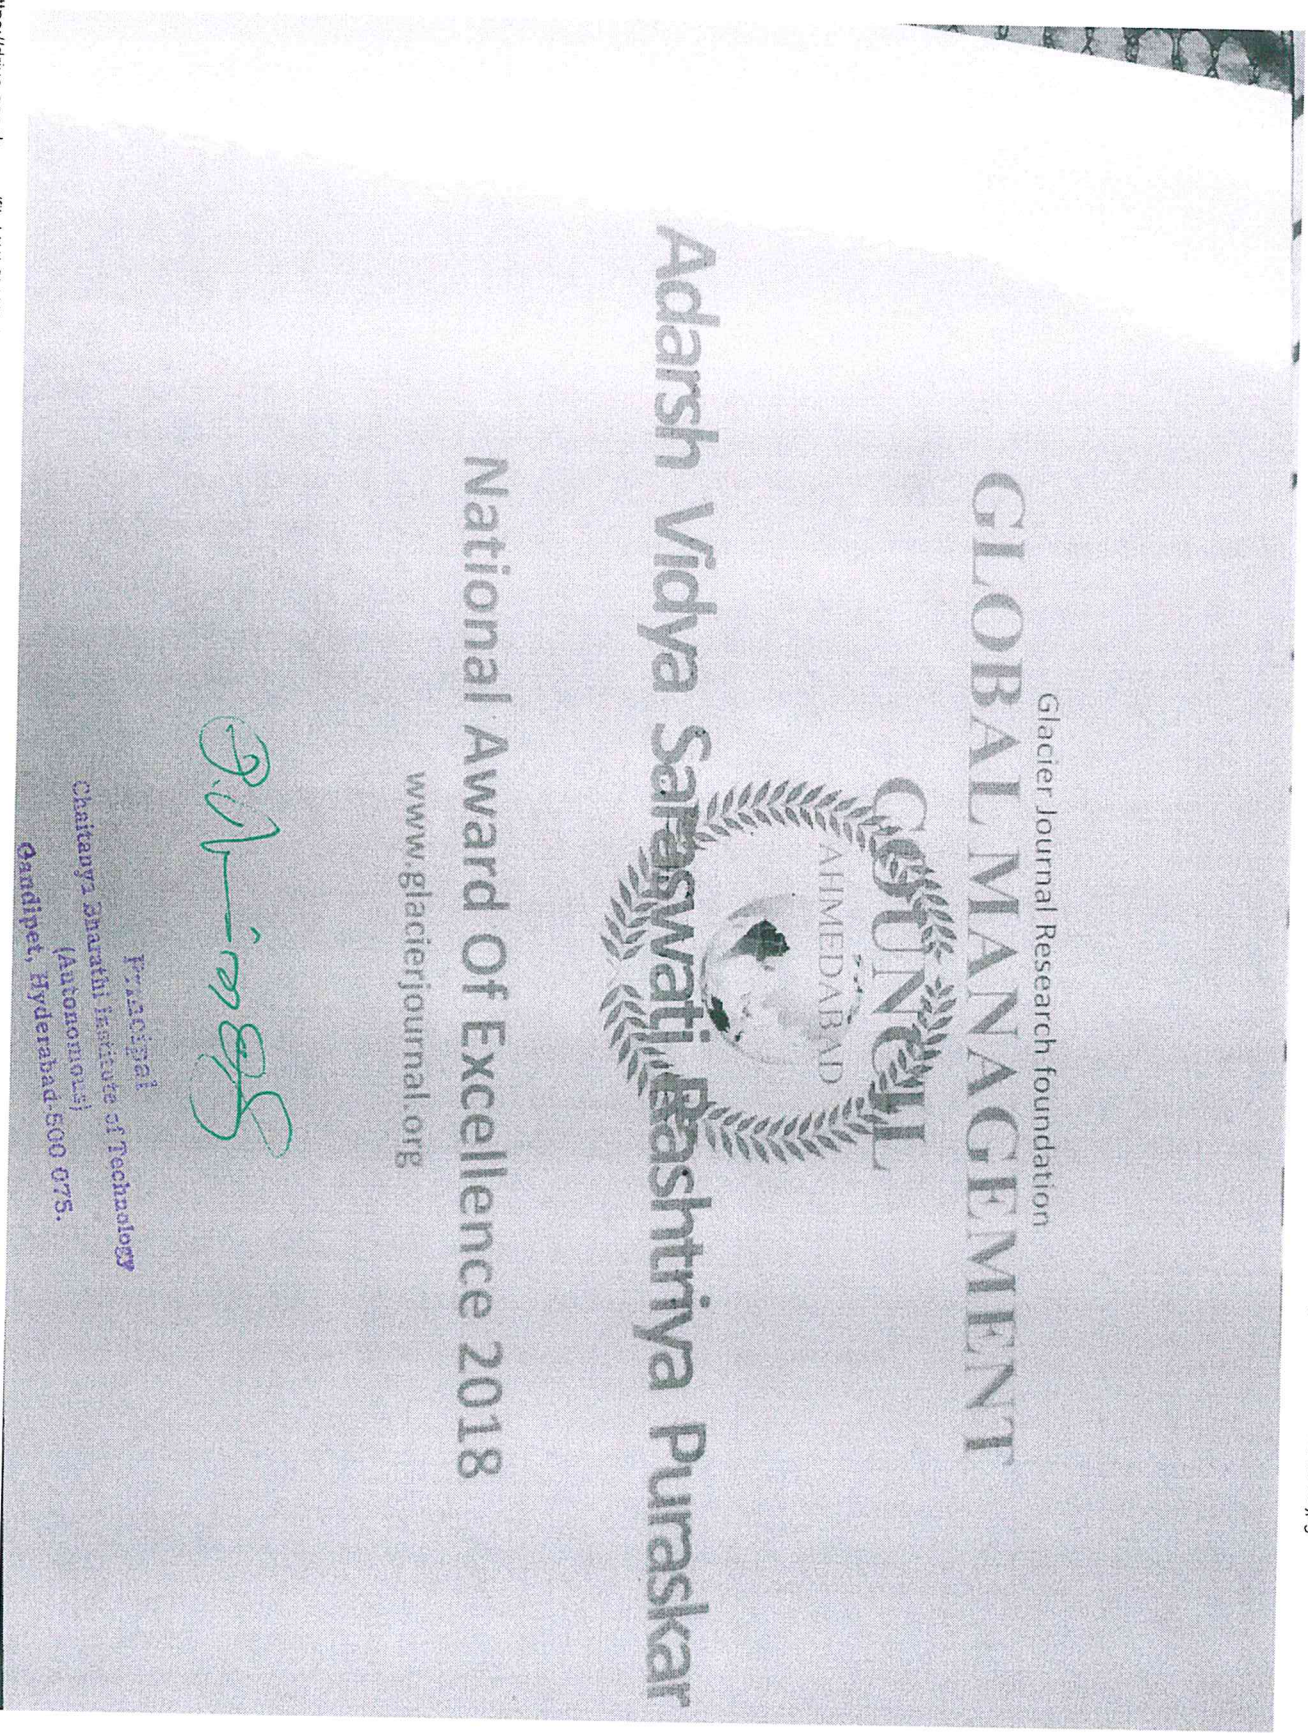 Glacier Journal Research foundation
GLOBAL MANAGEMENT
COUNCIL
AHMEDABAD
Adarsh Vidya Saraswati Rashtriya Puraskar
National Award Of Excellence 2018
www.glacierjournal.org
Principal
Chaitanya Bharathi Institute of Technology
(Autonomous)
Gandipet, Hyderabad-500 075.